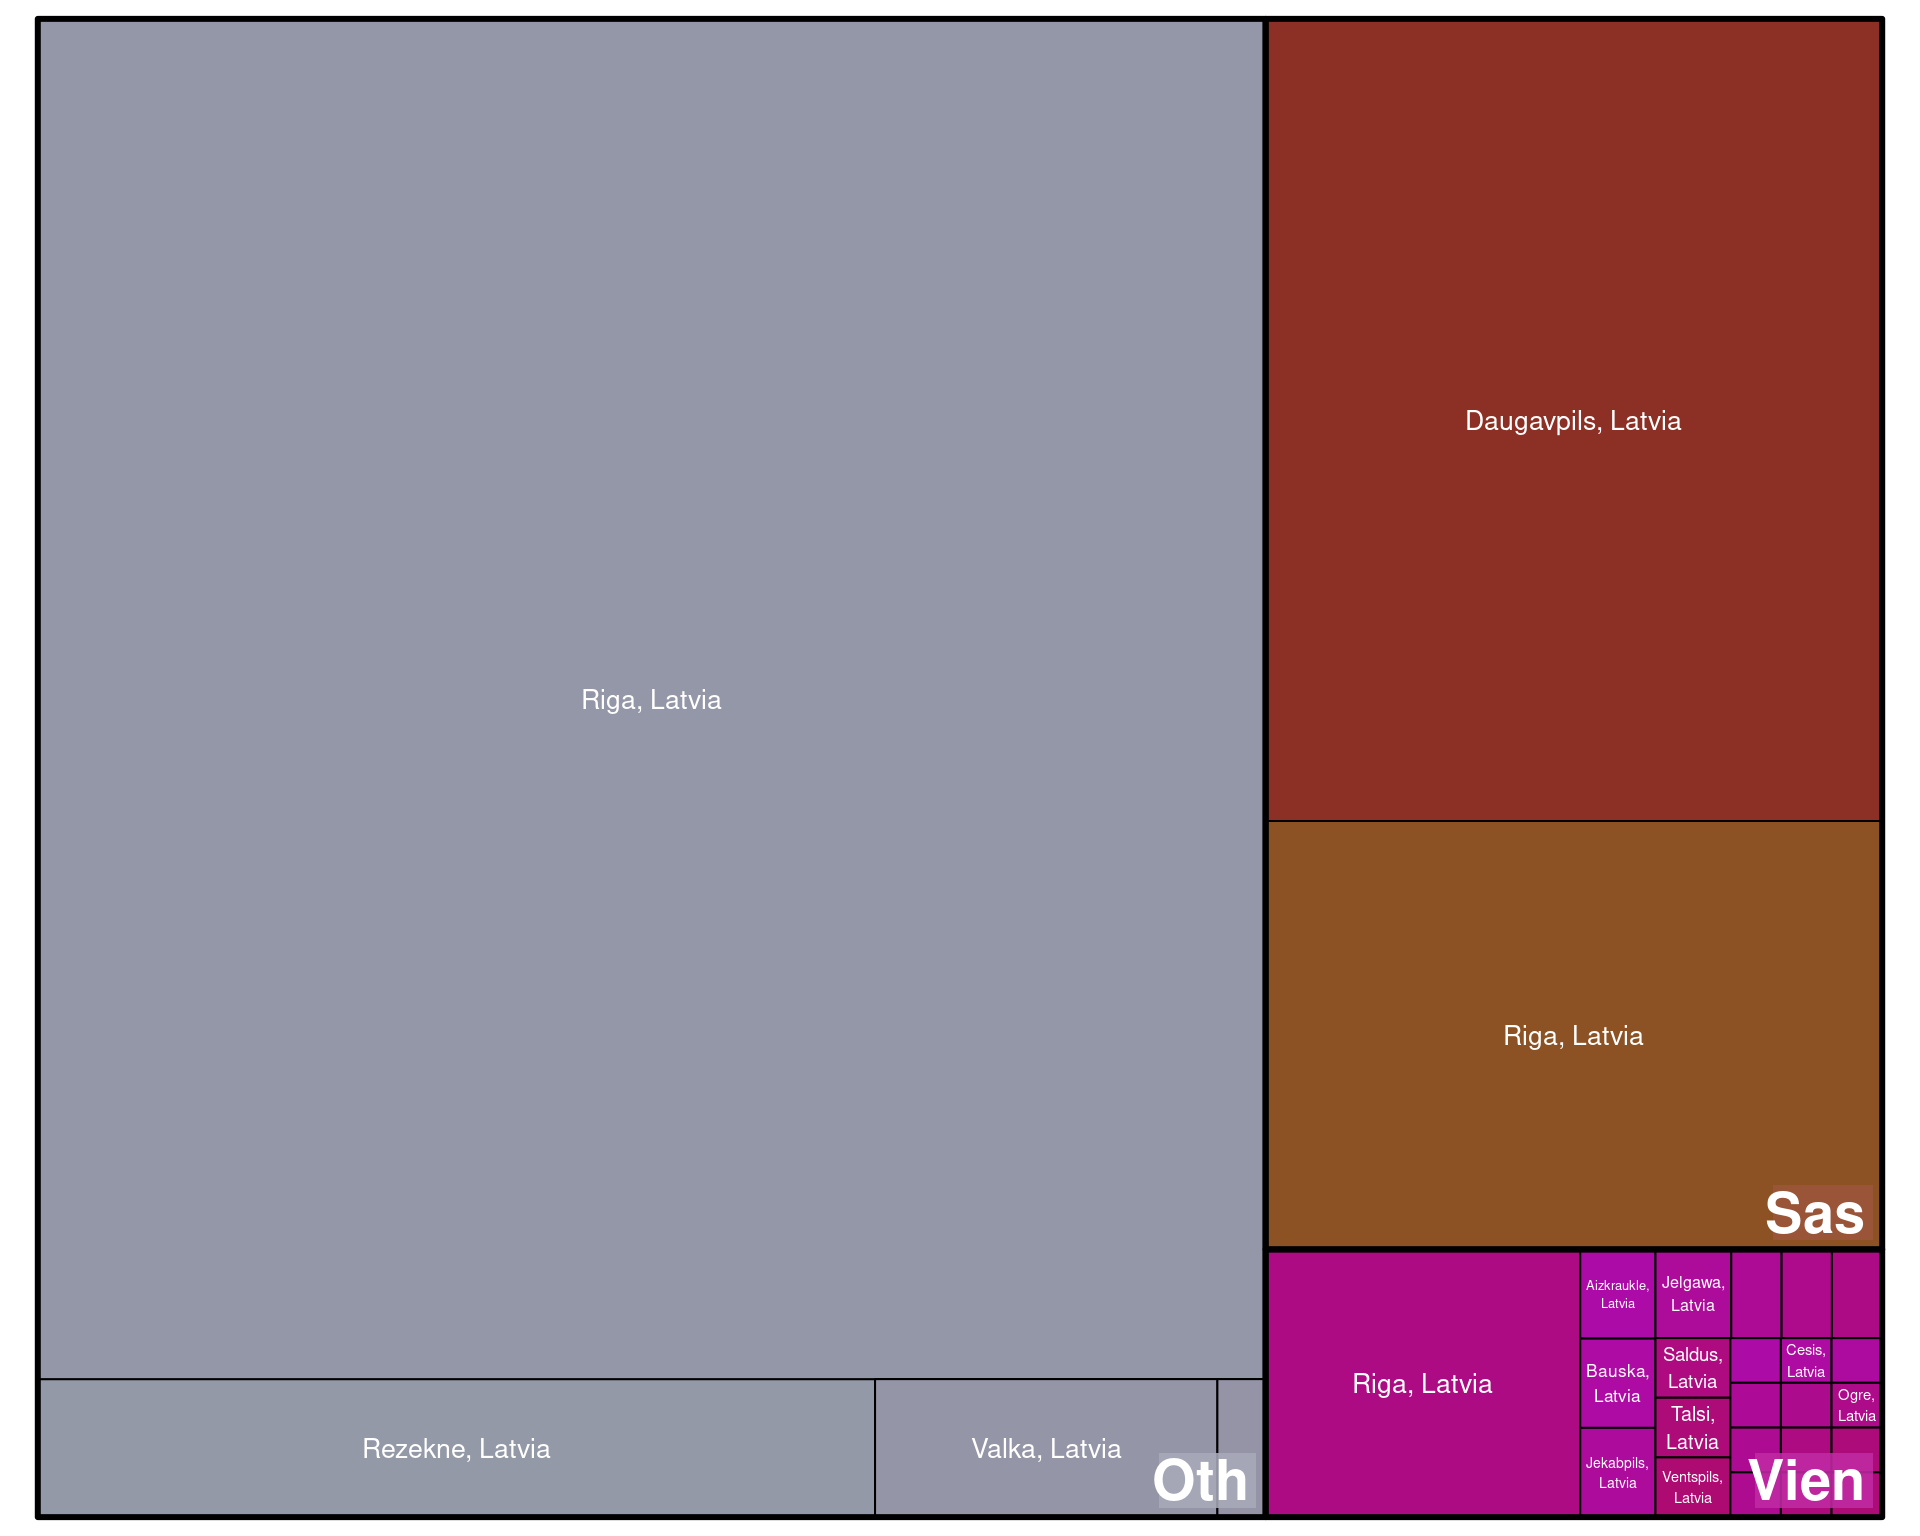 Daugavpils, Latvia
Riga, Latvia
Riga, Latvia
Sas
Aizkraukle,
Latvia
Jelgawa,
Latvia
Saldus,
Latvia
Cesis,
Latvia
Bauska,
Latvia
Riga, Latvia
Talsi,
Latvia
Ogre,
Latvia
Rezekne, Latvia
Valka, Latvia
Oth
Jekabpils,
Latvia
Ventspils,
Latvia
Vien